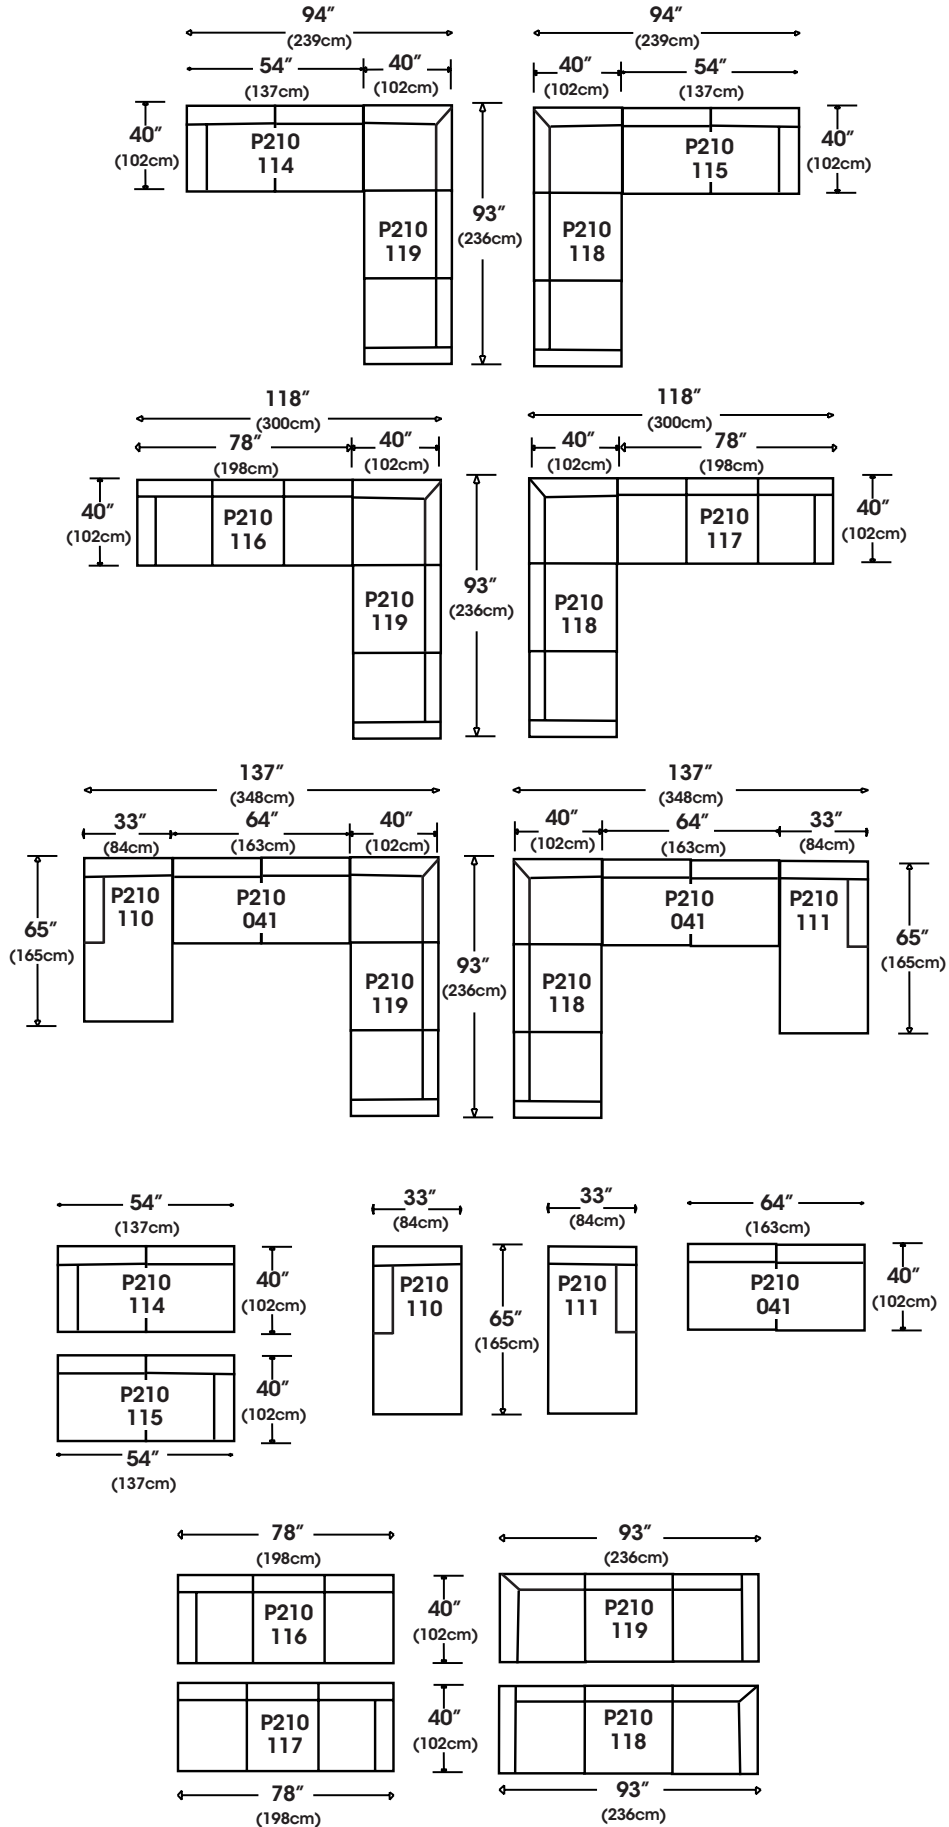 94″
(239cm)
54″
(137cm)
40″
(102cm)
40″
(102cm)
P210
114
P210
119
93″
(236cm)
94″
(239cm)
40″
(102cm)
54″
(137cm)
P210
115
40″
(102cm)
P210
118
118″
(300cm)
78″
(198cm)
40″
(102cm)
40″
(102cm)
P210
116
P210
119
93″
(236cm)
118″
(300cm)
40″
(102cm)
78″
(198cm)
P210
117
40″
(102cm)
P210
118
137″
(348cm)
33″
(84cm)
64″
(163cm)
40″
(102cm)
65″
(165cm)
P210
110
P210
041
P210
119
93″
(236cm)
137″
(348cm)
40″
(102cm)
64″
(163cm)
33″
(84cm)
P210
041
P210
111
65″
(165cm)
P210
118
54″
(137cm)
P210
114
40″
(102cm)
P210
115
40″
(102cm)
54″
(137cm)
33″
(84cm)
P210
110
65″
(165cm)
33″
(84cm)
P210
111
64″
(163cm)
P210
041
40″
(102cm)
78″
(198cm)
P210
116
40″
(102cm)
P210
117
40″
(102cm)
78″
(198cm)
93″
(236cm)
P210
119
P210
118
93″
(236cm)